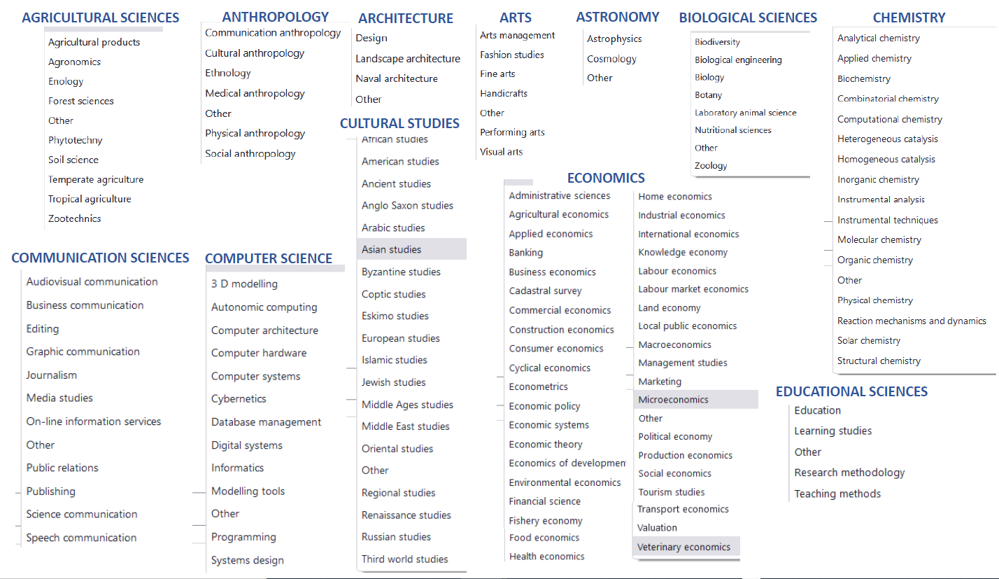 AGRICULTURAL SCIENCES
Agricultural products
Agronomics
Enology
Forest sciences
Other
Phytotechny
Soil science
Temperate agriculture
Tropical agriculture
Zootechnics
ANTHROPOLOGY
Communication anthropology
Cultural anthropology
Ethnology
Medical anthropology
Other
Physical anthropology
Social anthropology
ARCHITECTURE
Design
Landscape architecture
Naval architecture
Other
ARTS
Arts management
Fashion studies
Fine arts
Handicrafts
Other
Performing arts
Visual arts
ASTRONOMY
Astrophysics
Cosmology
Other
BIOLOGICAL SCIENCES
Biodiversity
Biological engineering
Biology
Botany
Laboratory animal science
Nutritional sciences
Other
Zoology
CHEMISTRY
Analytical chemistry
Applied chemistry
Biochemistry
Combinatorial chemistry
Computational chemistry
Heterogeneous catalysis
Homogeneous catalysis
Inorganic chemistry
Instrumental analysis
Instrumental techniques
Molecular chemistry
Organic chemistry
Other
Physical chemistry
Reaction mechanisms and dynamics
Solar chemistry
Structural chemistry
COMMUNICATION SCIENCES
Audiovisual communication
Business communication
Editing
Graphic communication
Journalism
Media studies
On-line information services
Other
Public relations
Publishing
Science communication
Speech communication
COMPUTER SCIENCE
3 D modelling
Autonomic computing
Computer architecture
Computer hardware
Computer systems
Cybernetics
Database management
Digital systems
Informatics
Modelling tools
Other
Programming
Systems design
CULTURAL STUDIES
African studies
American studies
Ancient studies
Anglo Saxon studies
Arabic studies
Asian studies
Byzantine studies
Coptic studies
Eskimo studies
European studies
Islamic studies
Jewish studies
Middle Ages studies
Middle East studies
Oriental studies
Other
Regional studies
Renaissance studies
Russian studies
Third world studies
ECONOMICS
Administrative sciences
Agricultural economics
Applied economics
Banking
Business economics
Cadastral survey
Commercial economics
Construction economics
Consumer economics
Cyclical economics
Econometrics
Economic policy
Economic systems
Economic theory
Economics of developmen
Environmental economics
Financial science
Fishery economy
Food economics
Health economics
Home economics
Industrial economics
International economics
Knowledge economy
Labour economics
Labour market economics
Land economy
Local public economics
Macroeconomics
Management studies
Marketing
Microeconomics
Other
Political economy
Production economics
Social economics
Tourism studies
Transport economics
Valuation
Veterinary economics
EDUCATIONAL SCIENCES
Education
Learning studies
Other
Research methodology
Teaching methods